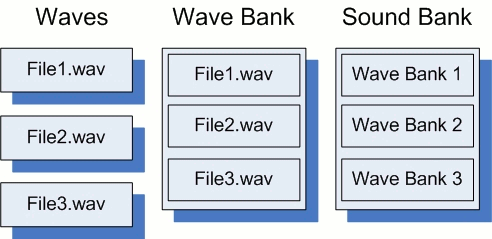 Waves
Wave Bank
Sound Bank
File1.wav
File1.wav
Wave Bank 1
File2.wav
File2.wav
Wave Bank 2
File3.wav
File3.wav
Wave Bank 3